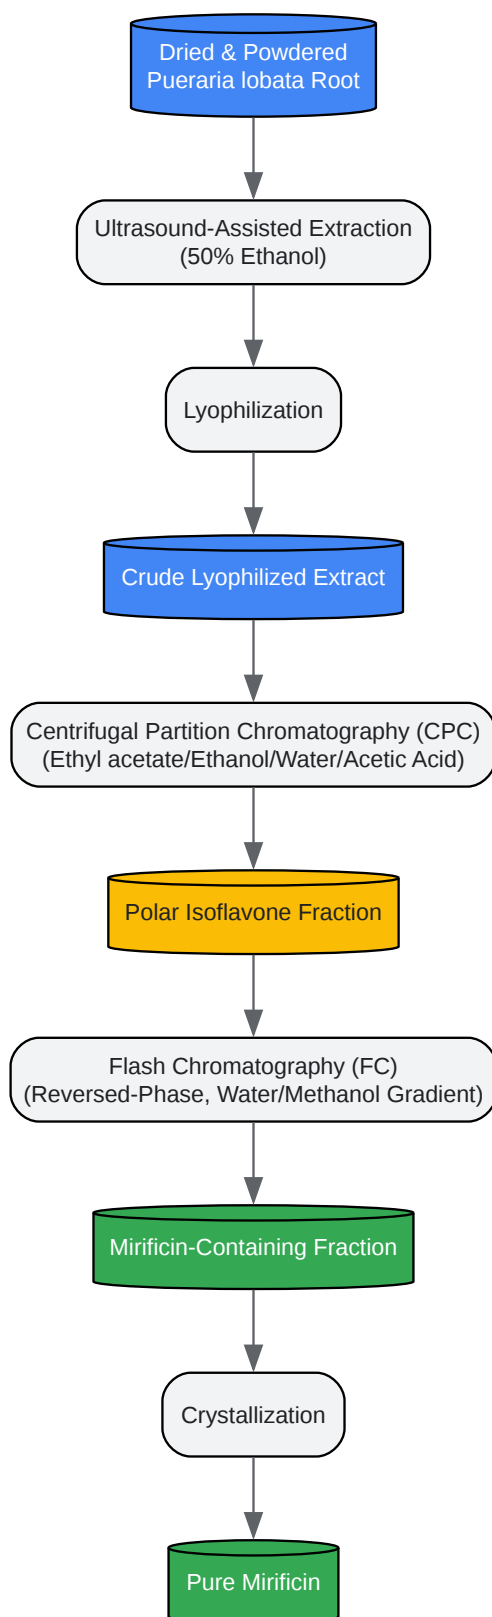 Dried & Powdered
Pueraria lobata Root
Ultrasound-Assisted Extraction
(50% Ethanol)
Lyophilization
Crude Lyophilized Extract
Centrifugal Partition Chromatography (CPC)
(Ethyl acetate/Ethanol/Water/Acetic Acid)
Polar Isoflavone Fraction
Flash Chromatography (FC)
(Reversed-Phase, Water/Methanol Gradient)
Mirificin-Containing Fraction
Crystallization
Pure Mirificin